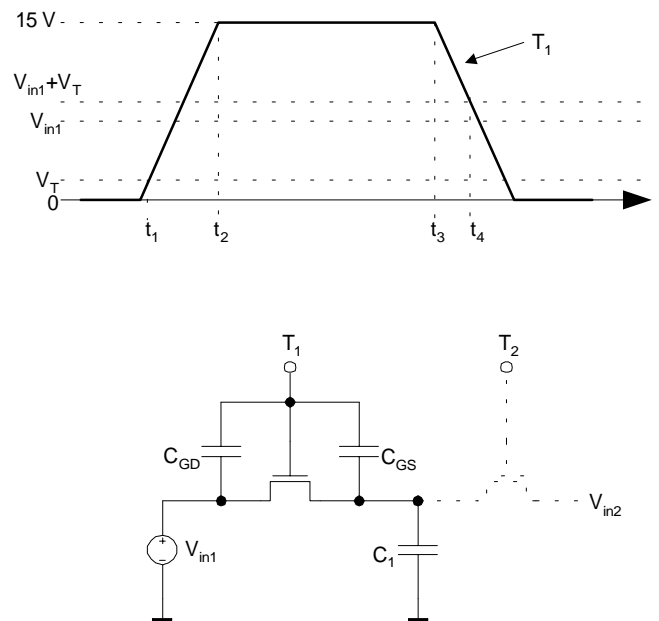 15 V
T1
Vin1+VT
Vin1
VT
0
t1 t2 t3 t4
T1 T2
CGD CGS
Vin2
Vin1
C1